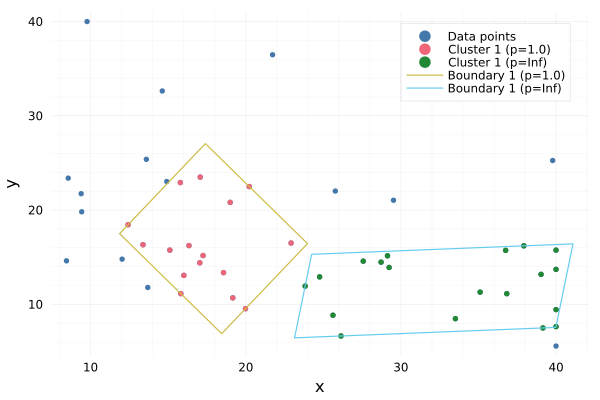 40
30
20
10
10
20
30
40
x
y
Data points
Cluster 1 (p=1.0)
Cluster 1 (p=Inf)
Boundary 1 (p=1.0)
Boundary 1 (p=Inf)